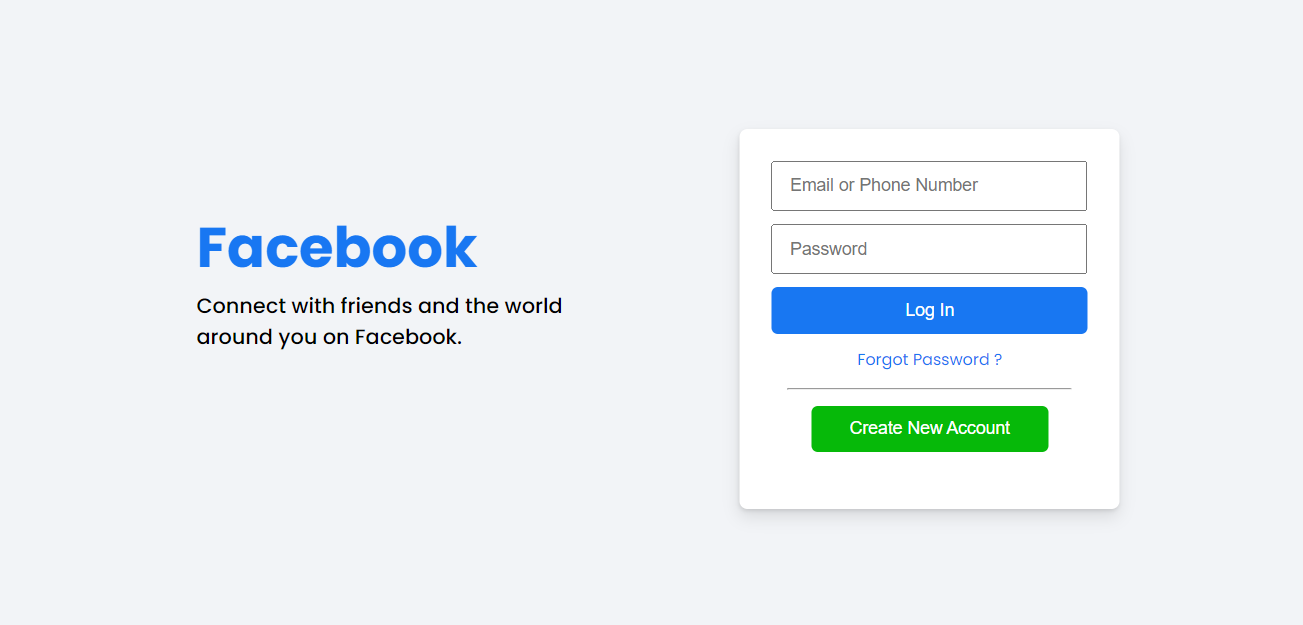 Facebook
Connect with friends and the world
around you on Facebook.
Email or Phone Number
Password
Log In
Forgot Password ?
Create New Account